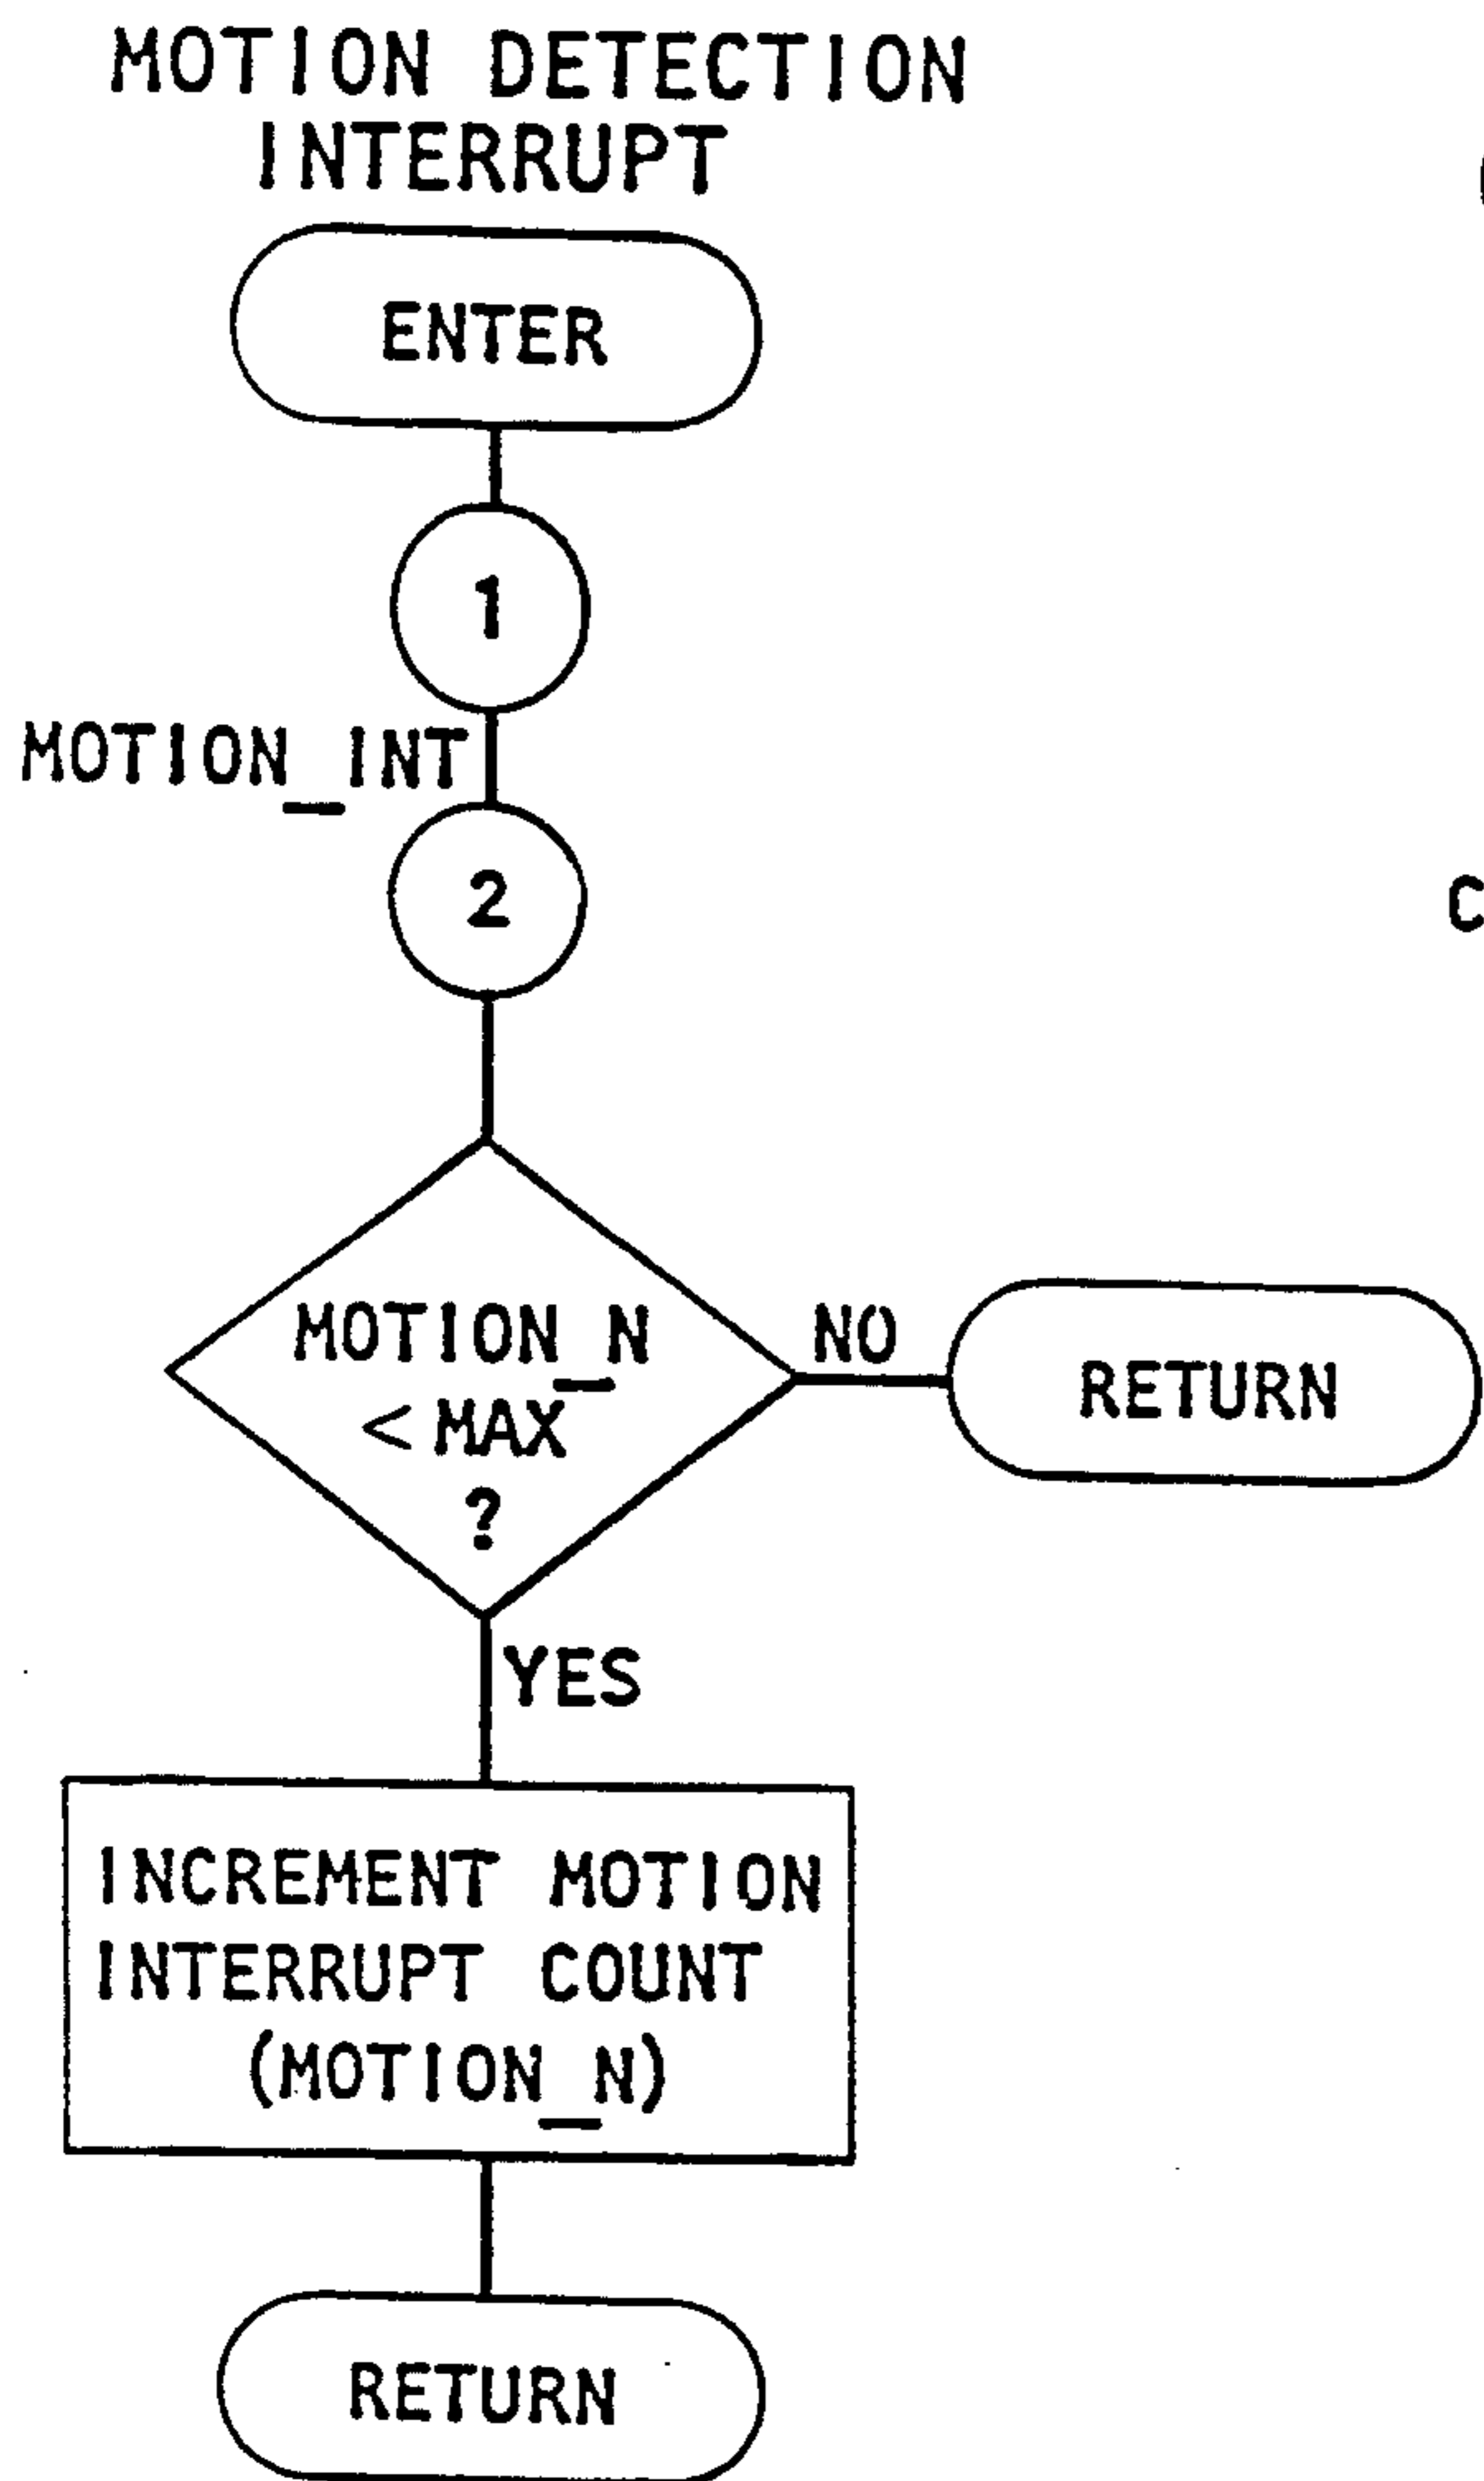 MOTION DETECTION
INTERRUPT
ENTER
1
MOTION_INT
2
MOTION_N
< MAX
?
NO
RETURN
YES
INCREMENT MOTION
INTERRUPT COUNT
(MOTION_N)
RETURN